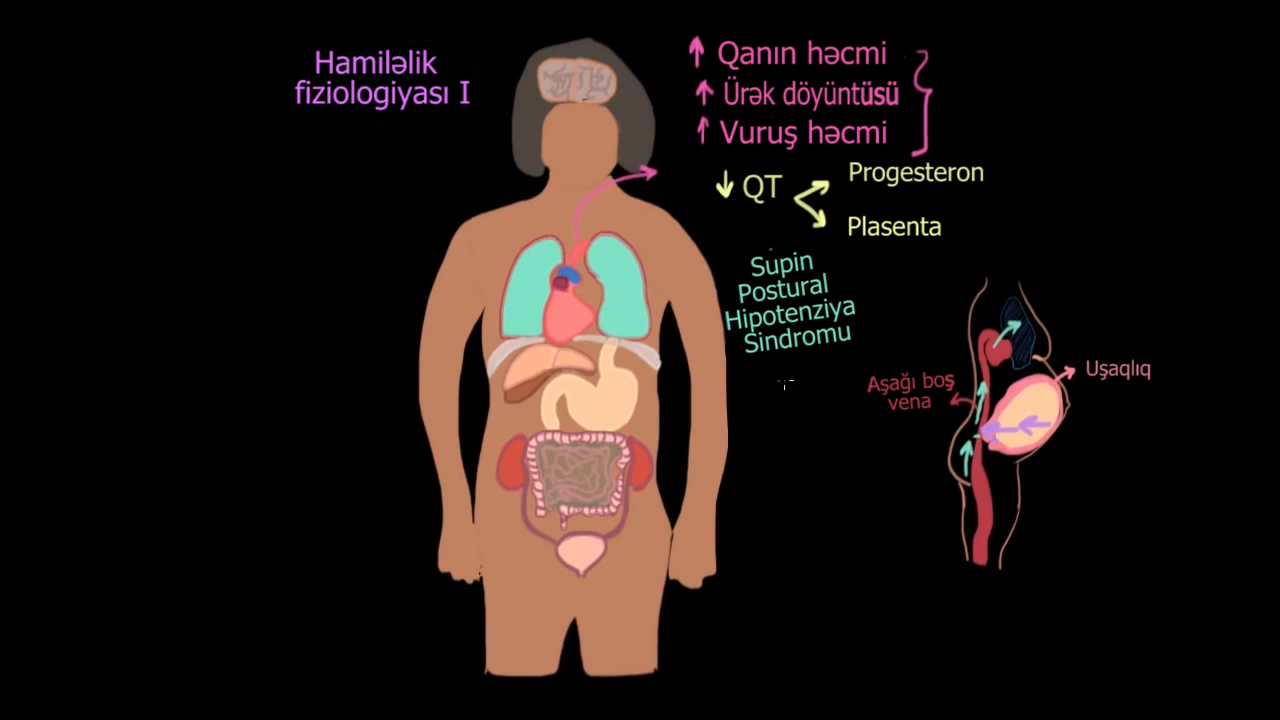 Hamiləlik
fiziologiyası I
↑ Qanın həcmi
↑ Ürək döyüntüsü
↑ Vuruş həcmi
↓ QT
Progesteron
Plasenta
Supin
Postural
Hipotenziya
Sindromu
Aşağı boş
vena
Uşaqlıq